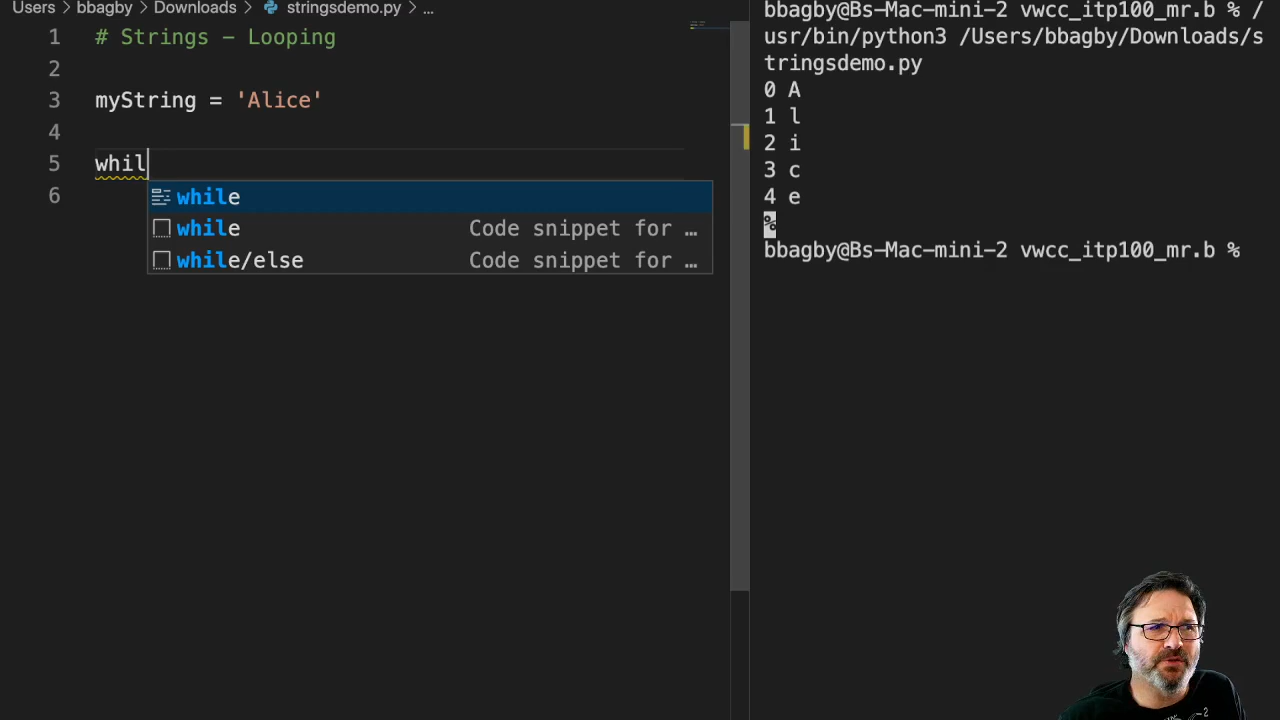 Users > bbagby > Downloads > stringsdemo.py > ...
1 # Strings - Looping
2
3 myString = 'Alice'
4
5 whil
6
while
while Code snippet for …
while/else Code snippet for …
bbagby@Bs-Mac-mini-2 vwcc_itp100_mr.b % /
usr/bin/python3 /Users/bbagby/Downloads/s
tringsdemo.py
0 A
1 l
2 i
3 c
4 e
%
bbagby@Bs-Mac-mini-2 vwcc_itp100_mr.b %